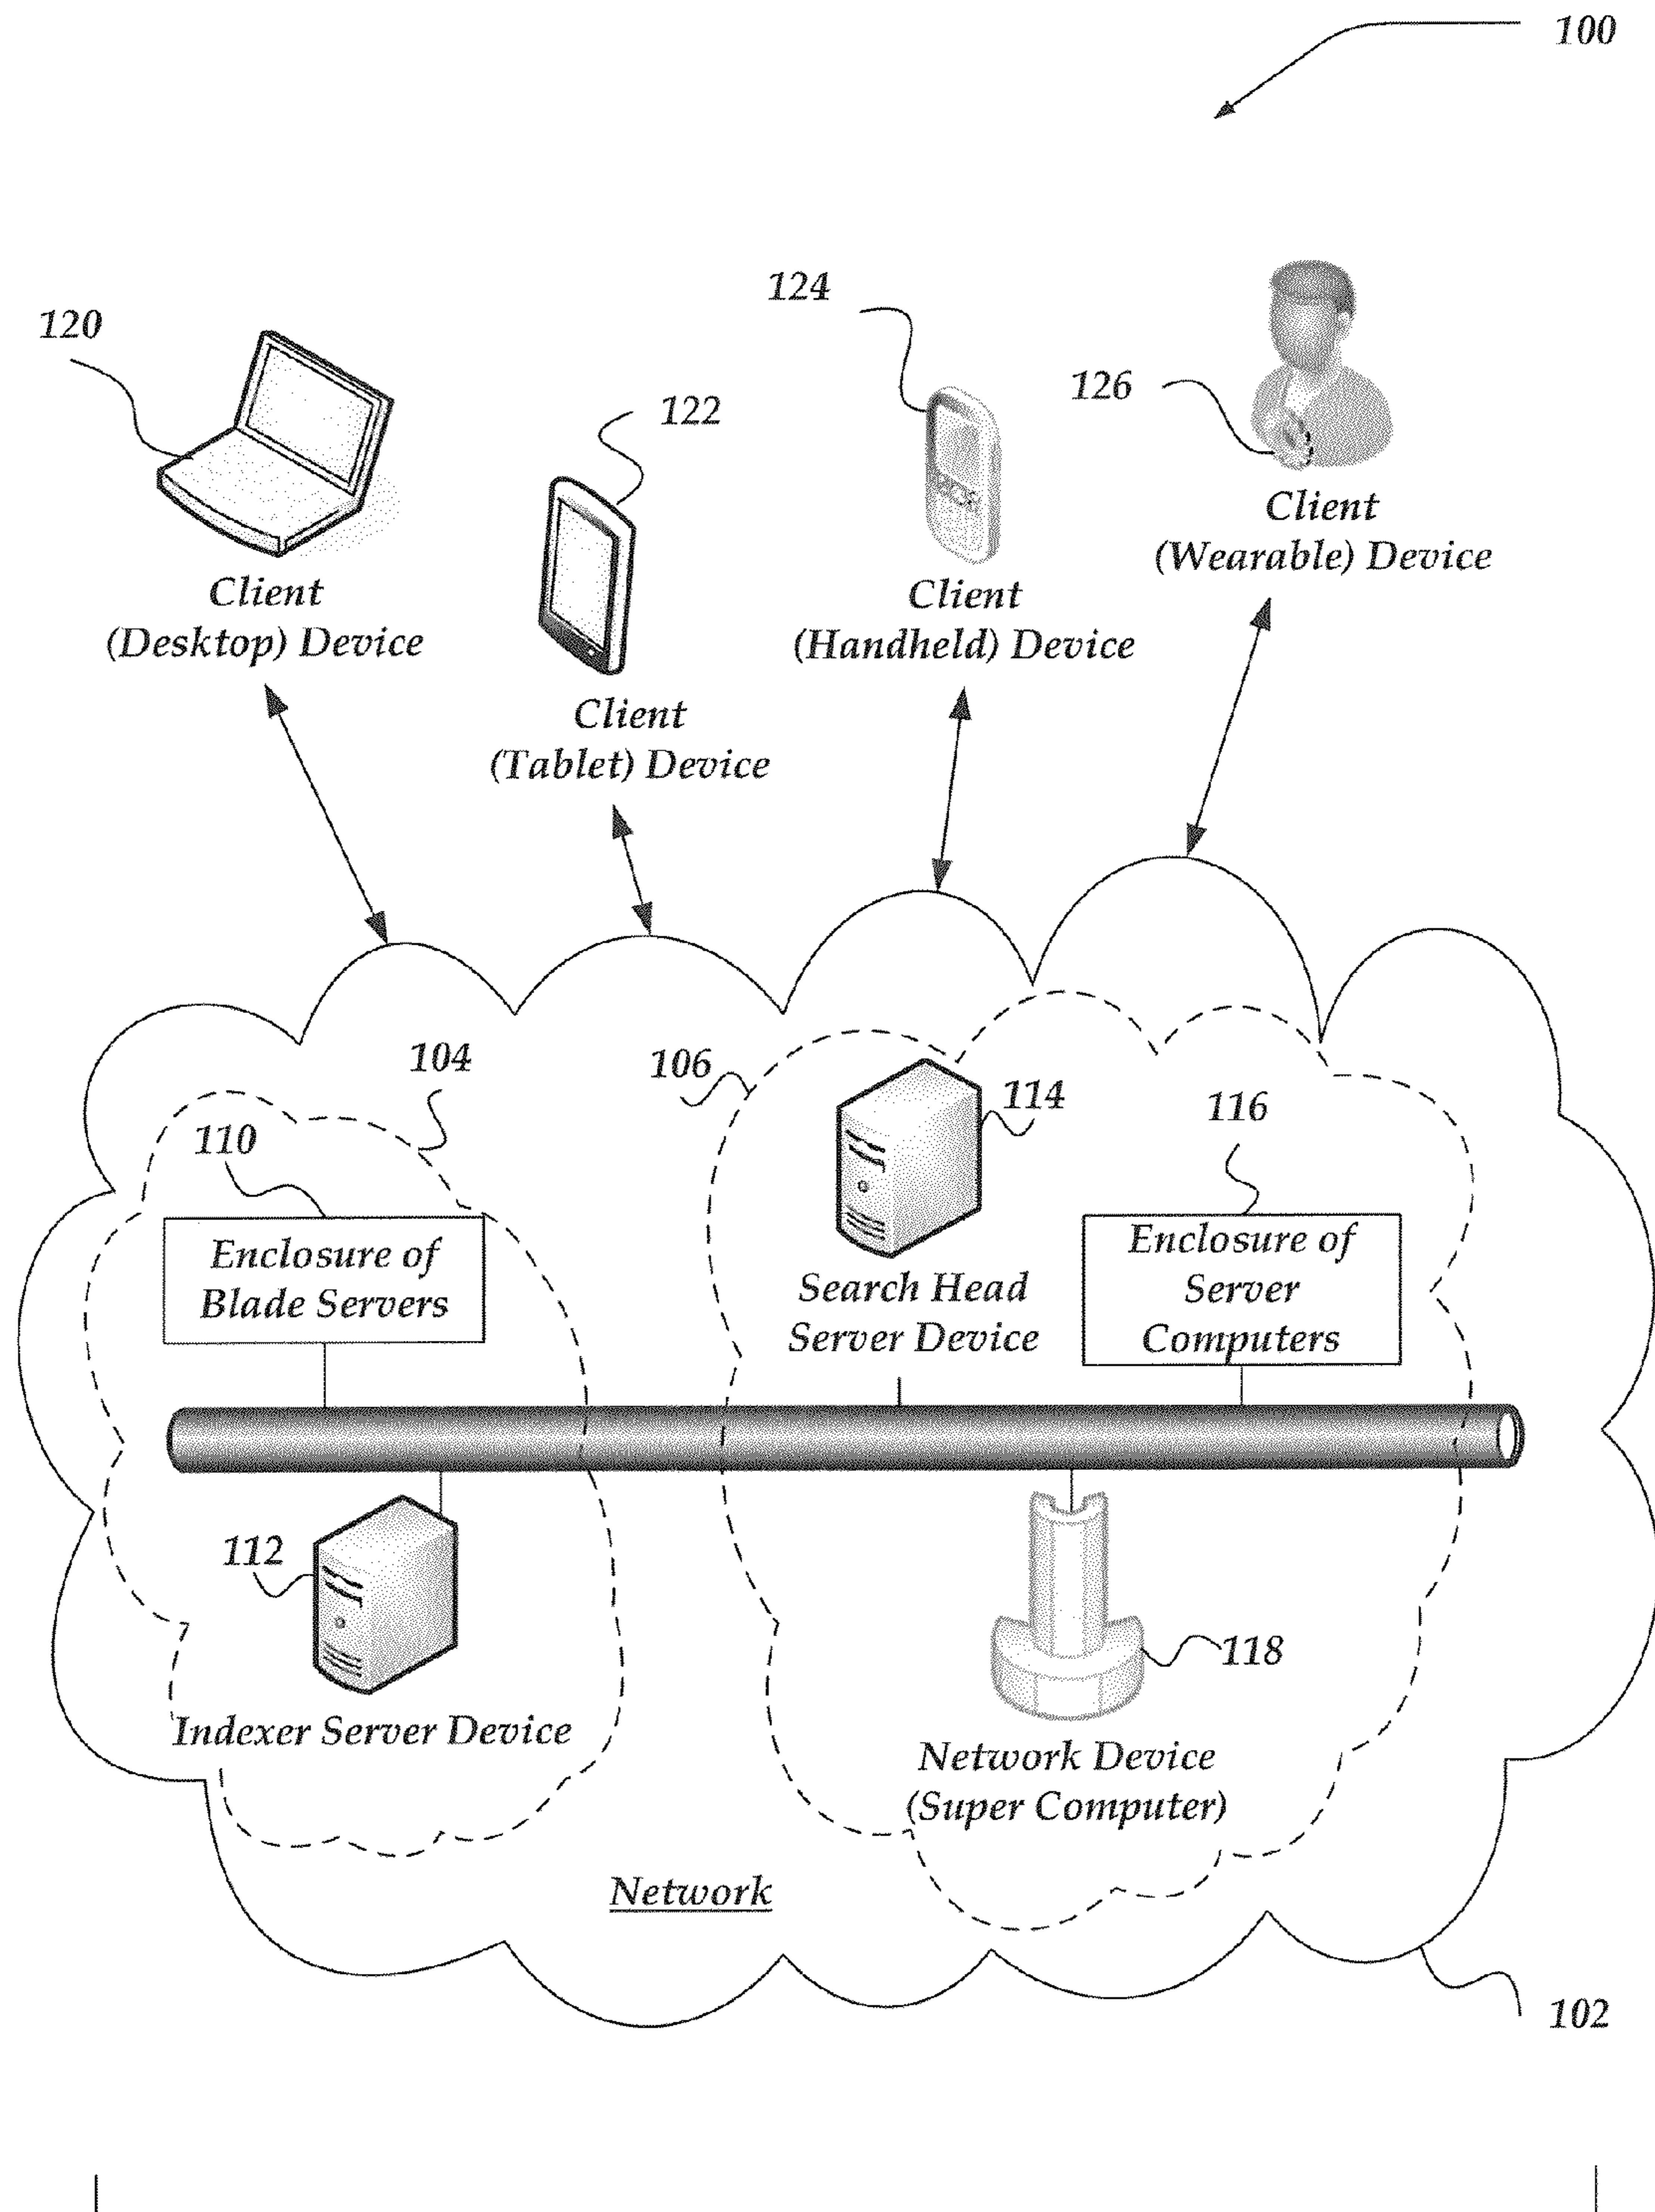 100
120
124
126
122
Client
(Desktop) Device
Client
(Tablet) Device
Client
(Handheld) Device
Client
(Wearable) Device
104
106
110
114
116
Enclosure of
Blade Servers
Search Head
Server Device
Enclosure of
Server
Computers
112
118
Indexer Server Device
Network Device
(Super Computer)
Network
102